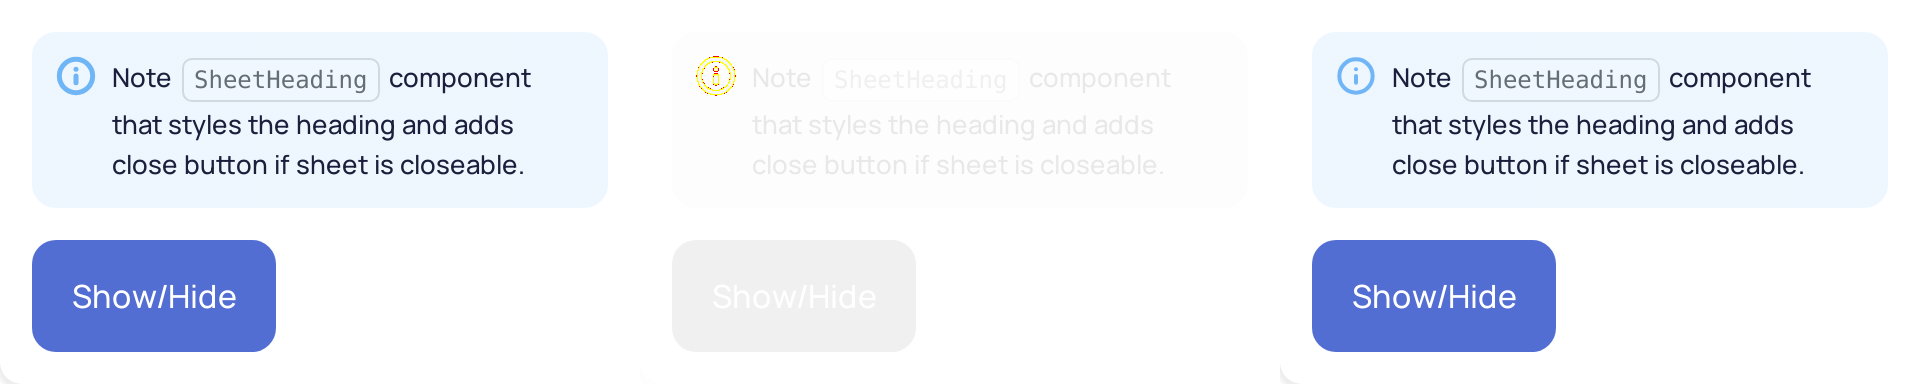 Note SheetHeading component
that styles the heading and adds
close button if sheet is closeable.
Show/Hide
Note SheetHeading component
that styles the heading and adds
close button if sheet is closeable.
Show/Hide
Note SheetHeading component
that styles the heading and adds
close button if sheet is closeable.
Show/Hide